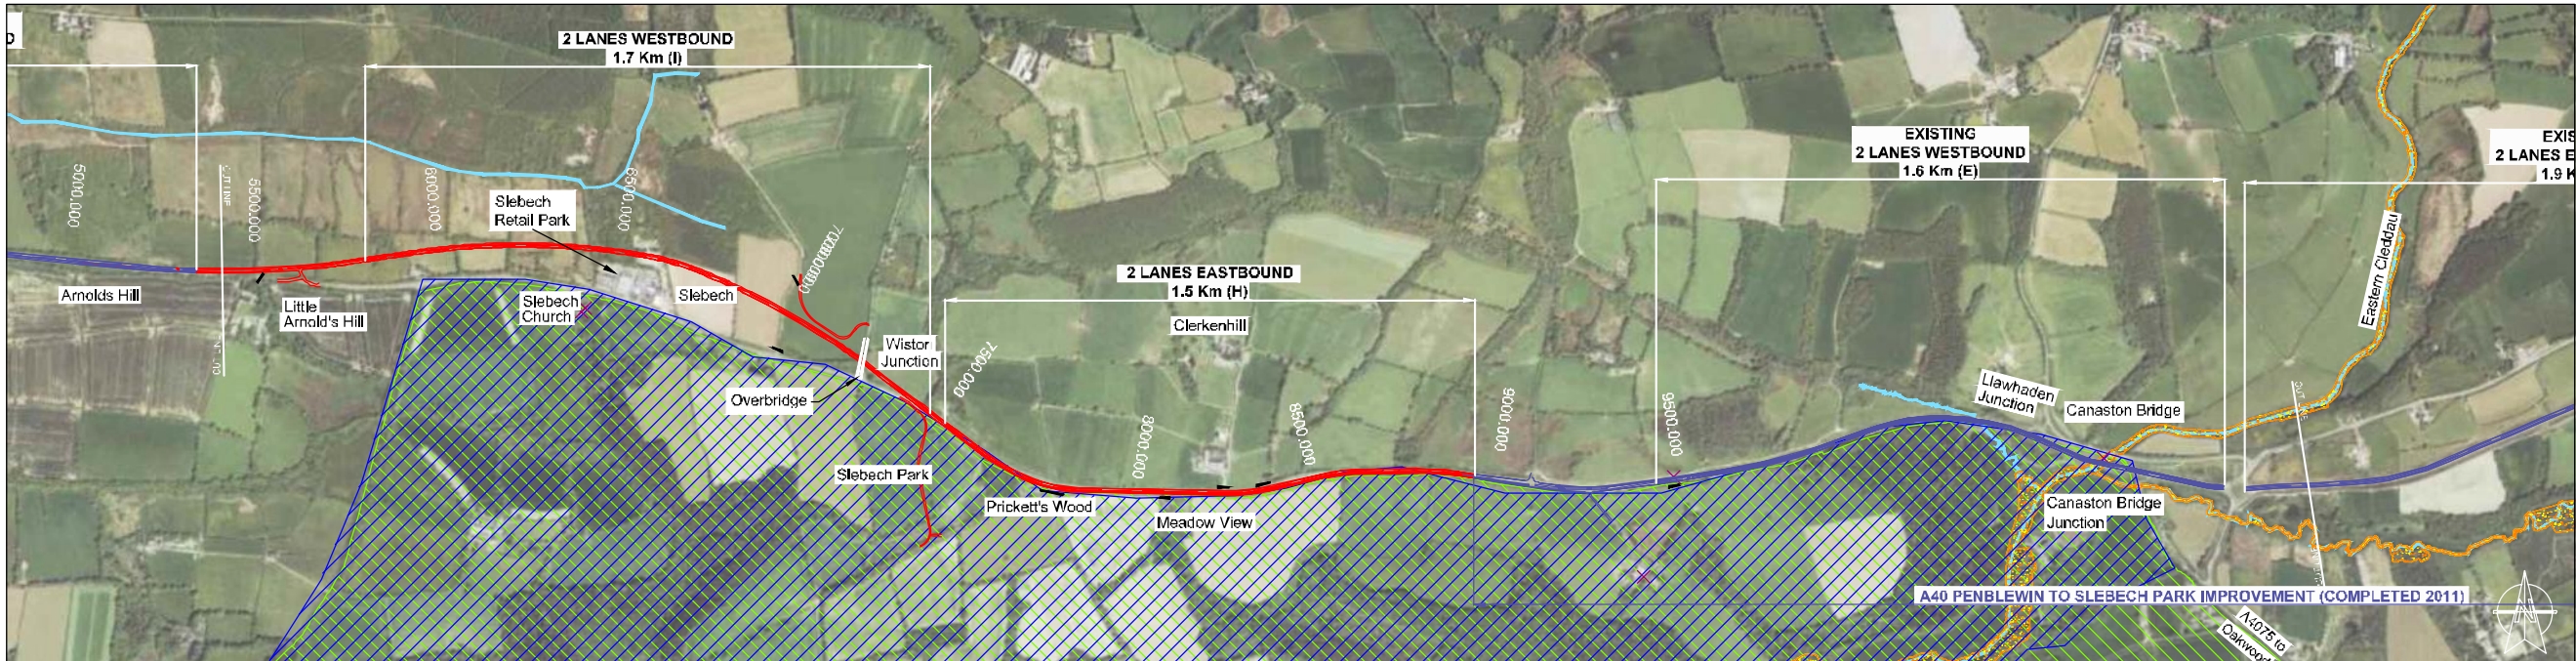 D
2 LANES WESTBOUND
1.7 Km (I)
EXISTING
2 LANES WESTBOUND
1.6 Km (E)
EXIS
2 LANES E
1.9 K
5000.000
5500.000
6000.000
6500.000
7500.000
8000.000
8500.000
9000.000
9500.000
Slebech
Retail Park
Eastern Cleddau
2 LANES EASTBOUND
1.5 Km (H)
Arnolds Hill
Little
Arnold's Hill
Slebech
Church
Slebech
Clerkenhill
Wistor
Junction
Overbridge
Llawhaden
Junction
Canaston Bridge
Slebech Park
Prickett's Wood
Meadow View
Canaston Bridge
Junction
A40 PENBLEWIN TO SLEBECH PARK IMPROVEMENT (COMPLETED 2011)
A4075 to
Oakwood
N